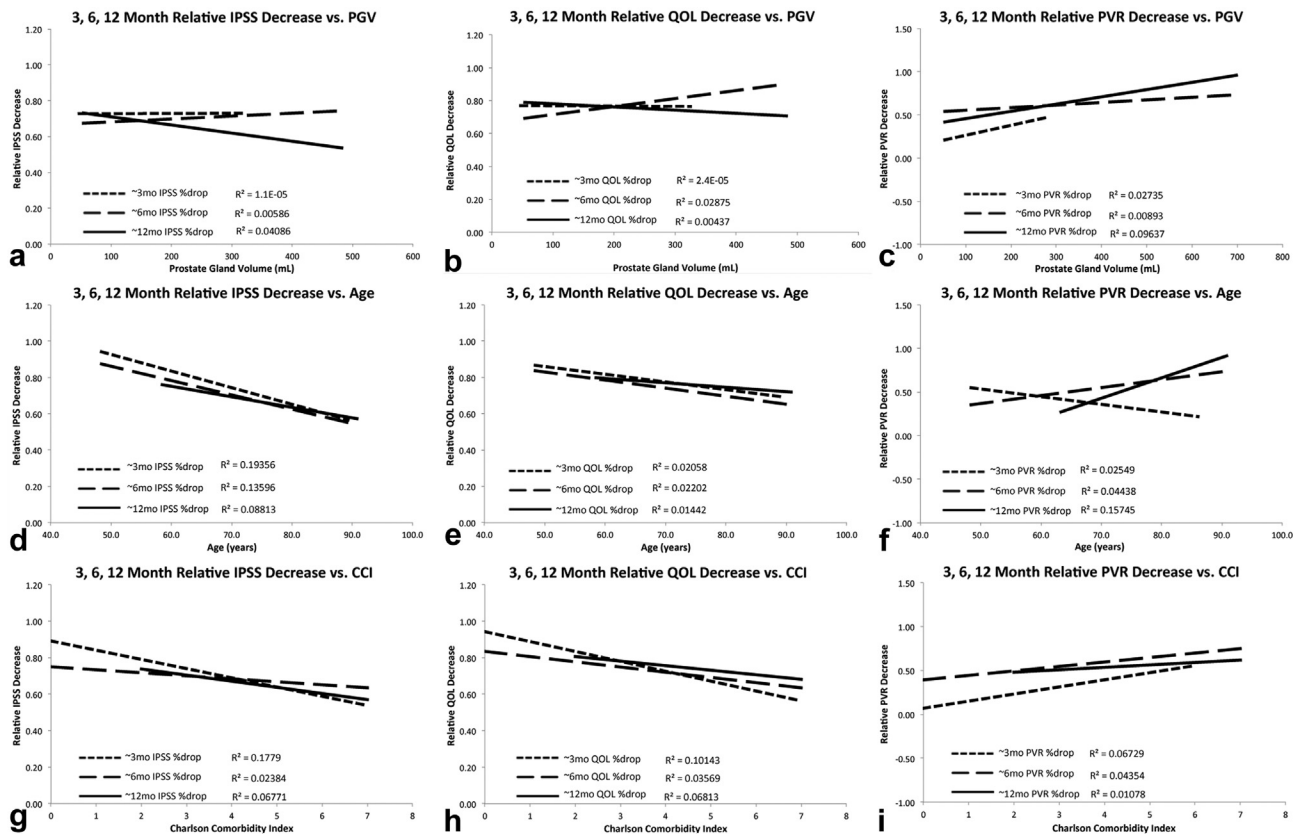 3, 6, 12 Month Relative IPSS Decrease vs. PGV
Relative IPSS Decrease
1.20
1.00
0.80
0.60
0.40
0.20
0.00
~3mo IPSS %drop R² = 1.1E-05
~6mo IPSS %drop R² = 0.00586
~12mo IPSS %drop R² = 0.04086
0 100 200 300 400 500 600
Prostate Gland Volume (mL)
a
3, 6, 12 Month Relative QOL Decrease vs. PGV
Relative QOL Decrease
1.20
1.00
0.80
0.60
0.40
0.20
0.00
~3mo QOL %drop R² = 2.4E-05
~6mo QOL %drop R² = 0.02875
~12mo QOL %drop R² = 0.00437
0 100 200 300 400 500 600
Prostate Gland Volume (mL)
b
3, 6, 12 Month Relative PVR Decrease vs. PGV
Relative PVR Decrease
1.50
1.00
0.50
0.00
-0.50
-1.00
~3mo PVR %drop R² = 0.02735
~6mo PVR %drop R² = 0.00893
~12mo PVR %drop R² = 0.09637
0 100 200 300 400 500 600 700 800
Prostate Gland Volume (mL)
c
3, 6, 12 Month Relative IPSS Decrease vs. Age
Relative IPSS Decrease
1.20
1.00
0.80
0.60
0.40
0.20
0.00
~3mo IPSS %drop R² = 0.19356
~6mo IPSS %drop R² = 0.13596
~12mo IPSS %drop R² = 0.08813
40.0 50.0 60.0 70.0 80.0 90.0 100.0
Age (years)
d
3, 6, 12 Month Relative QOL Decrease vs. Age
Relative QOL Decrease
1.20
1.00
0.80
0.60
0.40
0.20
0.00
~3mo QOL %drop R² = 0.02058
~6mo QOL %drop R² = 0.02202
~12mo QOL %drop R² = 0.01442
40.0 50.0 60.0 70.0 80.0 90.0 100.0
Age (years)
e
3, 6, 12 Month Relative PVR Decrease vs. Age
Relative PVR Decrease
1.50
1.00
0.50
0.00
-0.50
-1.00
~3mo PVR %drop R² = 0.02549
~6mo PVR %drop R² = 0.04438
~12mo PVR %drop R² = 0.15745
40.0 50.0 60.0 70.0 80.0 90.0 100.0
Age (years)
f
3, 6, 12 Month Relative IPSS Decrease vs. CCI
Relative IPSS Decrease
1.20
1.00
0.80
0.60
0.40
0.20
0.00
~3mo IPSS %drop R² = 0.1779
~6mo IPSS %drop R² = 0.02384
~12mo IPSS %drop R² = 0.06771
0 1 2 3 4 5 6 7 8
Charlson Comorbidity Index
g
3, 6, 12 Month Relative QOL Decrease vs. CCI
Relative QOL Decrease
1.20
1.00
0.80
0.60
0.40
0.20
0.00
~3mo QOL %drop R² = 0.10143
~6mo QOL %drop R² = 0.03569
~12mo QOL %drop R² = 0.06813
0 1 2 3 4 5 6 7 8
Charlson Comorbidity Index
h
3, 6, 12 Month Relative PVR Decrease vs. CCI
Relative PVR Decrease
1.50
1.00
0.50
0.00
-0.50
-1.00
~3mo PVR %drop R² = 0.06729
~6mo PVR %drop R² = 0.04354
~12mo PVR %drop R² = 0.01078
0 1 2 3 4 5 6 7 8
Charlson Comorbidity Index
i